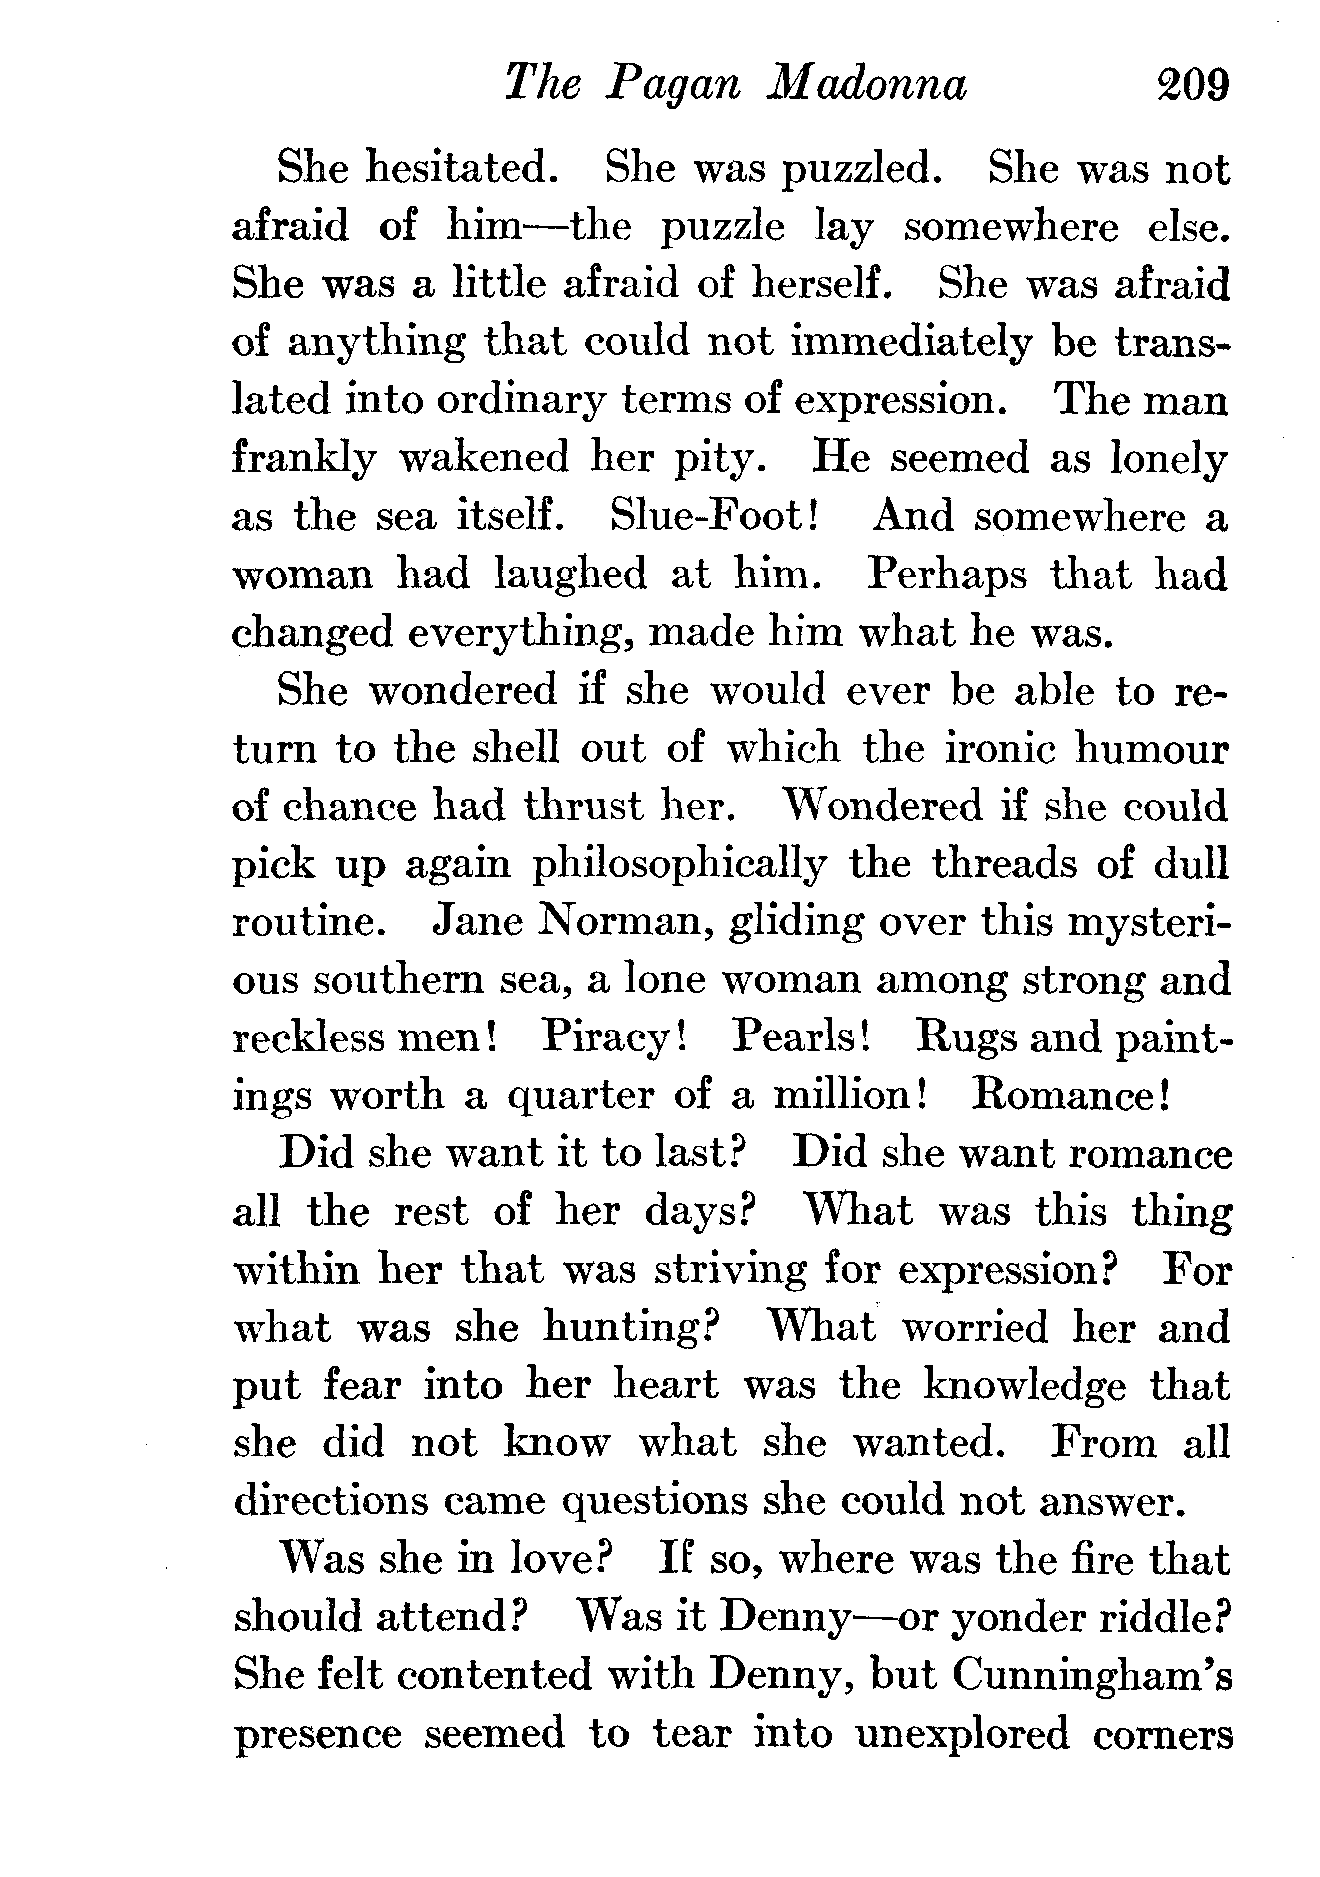 The Pagan Madonna 209
She hesitated. She was puzzled. She was not
afraid of him—the puzzle lay somewhere else.
She was a little afraid of herself. She was afraid
of anything that could not immediately be trans-
lated into ordinary terms of expression. The man
frankly wakened her pity. He seemed as lonely
as the sea itself. Slue-Foot! And somewhere a
woman had laughed at him. Perhaps that had
changed everything, made him what he was.
She wondered if she would ever be able to re-
turn to the shell out of which the ironic humour
of chance had thrust her. Wondered if she could
pick up again philosophically the threads of dull
routine. Jane Norman, gliding over this mysteri-
ous southern sea, a lone woman among strong and
reckless men! Piracy! Pearls! Rugs and paint-
ings worth a quarter of a million! Romance!
Did she want it to last? Did she want romance
all the rest of her days? What was this thing
within her that was striving for expression? For
what was she hunting? What worried her and
put fear into her heart was the knowledge that
she did not know what she wanted. From all
directions came questions she could not answer.
Was she in love? If so, where was the fire that
should attend? Was it Denny—or yonder riddle?
She felt contented with Denny, but Cunningham's
presence seemed to tear into unexplored corners